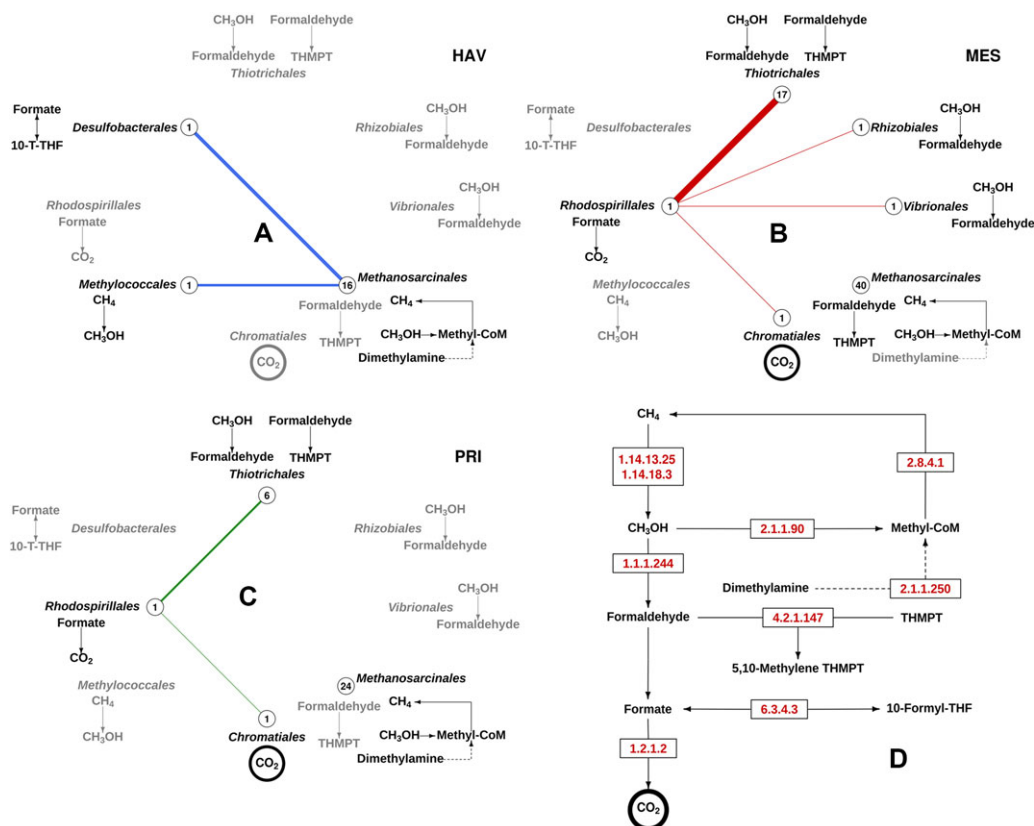 CH₃OH Formaldehyde
Formaldehyde THMPT
Thiotrichales
HAV
Formate
10-T-THF
Desulfobacterales
1
CH₃OH
Rhizobiales
Formaldehyde
Rhodospirillales
Formate
CO₂
A
CH₃OH
Vibrionales
Formaldehyde
Methylococcales
1
CH₄
CH₃OH
16
Methanosarcinales
Formaldehyde
THMPT
CH₄
CH₃OH
Methyl-CoM
Dimethylamine
Chromatiales
CO₂
CH₃OH Formaldehyde
Formaldehyde THMPT
Thiotrichales
17
MES
Formate
10-T-THF
Desulfobacterales
1
CH₃OH
Rhizobiales
Formaldehyde
Rhodospirillales
1
Formate
CO₂
B
1
CH₃OH
Vibrionales
Formaldehyde
Methylococcales
CH₄
CH₃OH
40
Methanosarcinales
Formaldehyde
THMPT
CH₄
CH₃OH
Methyl-CoM
Dimethylamine
1
Chromatiales
CO₂
CH₃OH Formaldehyde
Formaldehyde THMPT
Thiotrichales
6
PRI
Formate
10-T-THF
Desulfobacterales
CH₃OH
Rhizobiales
Formaldehyde
Rhodospirillales
1
Formate
CO₂
C
CH₃OH
Vibrionales
Formaldehyde
Methylococcales
CH₄
CH₃OH
24
Methanosarcinales
Formaldehyde
THMPT
CH₄
CH₃OH
Methyl-CoM
Dimethylamine
1
Chromatiales
CO₂
CH₄
1.14.13.25
1.14.18.3
2.8.4.1
CH₃OH
2.1.1.90
Methyl-CoM
1.1.1.244
Dimethylamine
2.1.1.250
Formaldehyde
4.2.1.147
THMPT
5,10-Methylene THMPT
Formate
6.3.4.3
10-Formyl-THF
1.2.1.2
D
CO₂